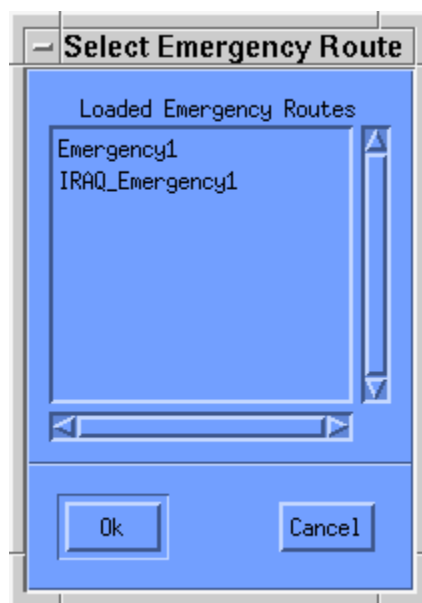 Select Emergency Route
Loaded Emergency Routes
Emergency1
IRAQ_Emergency1
Ok
Cancel